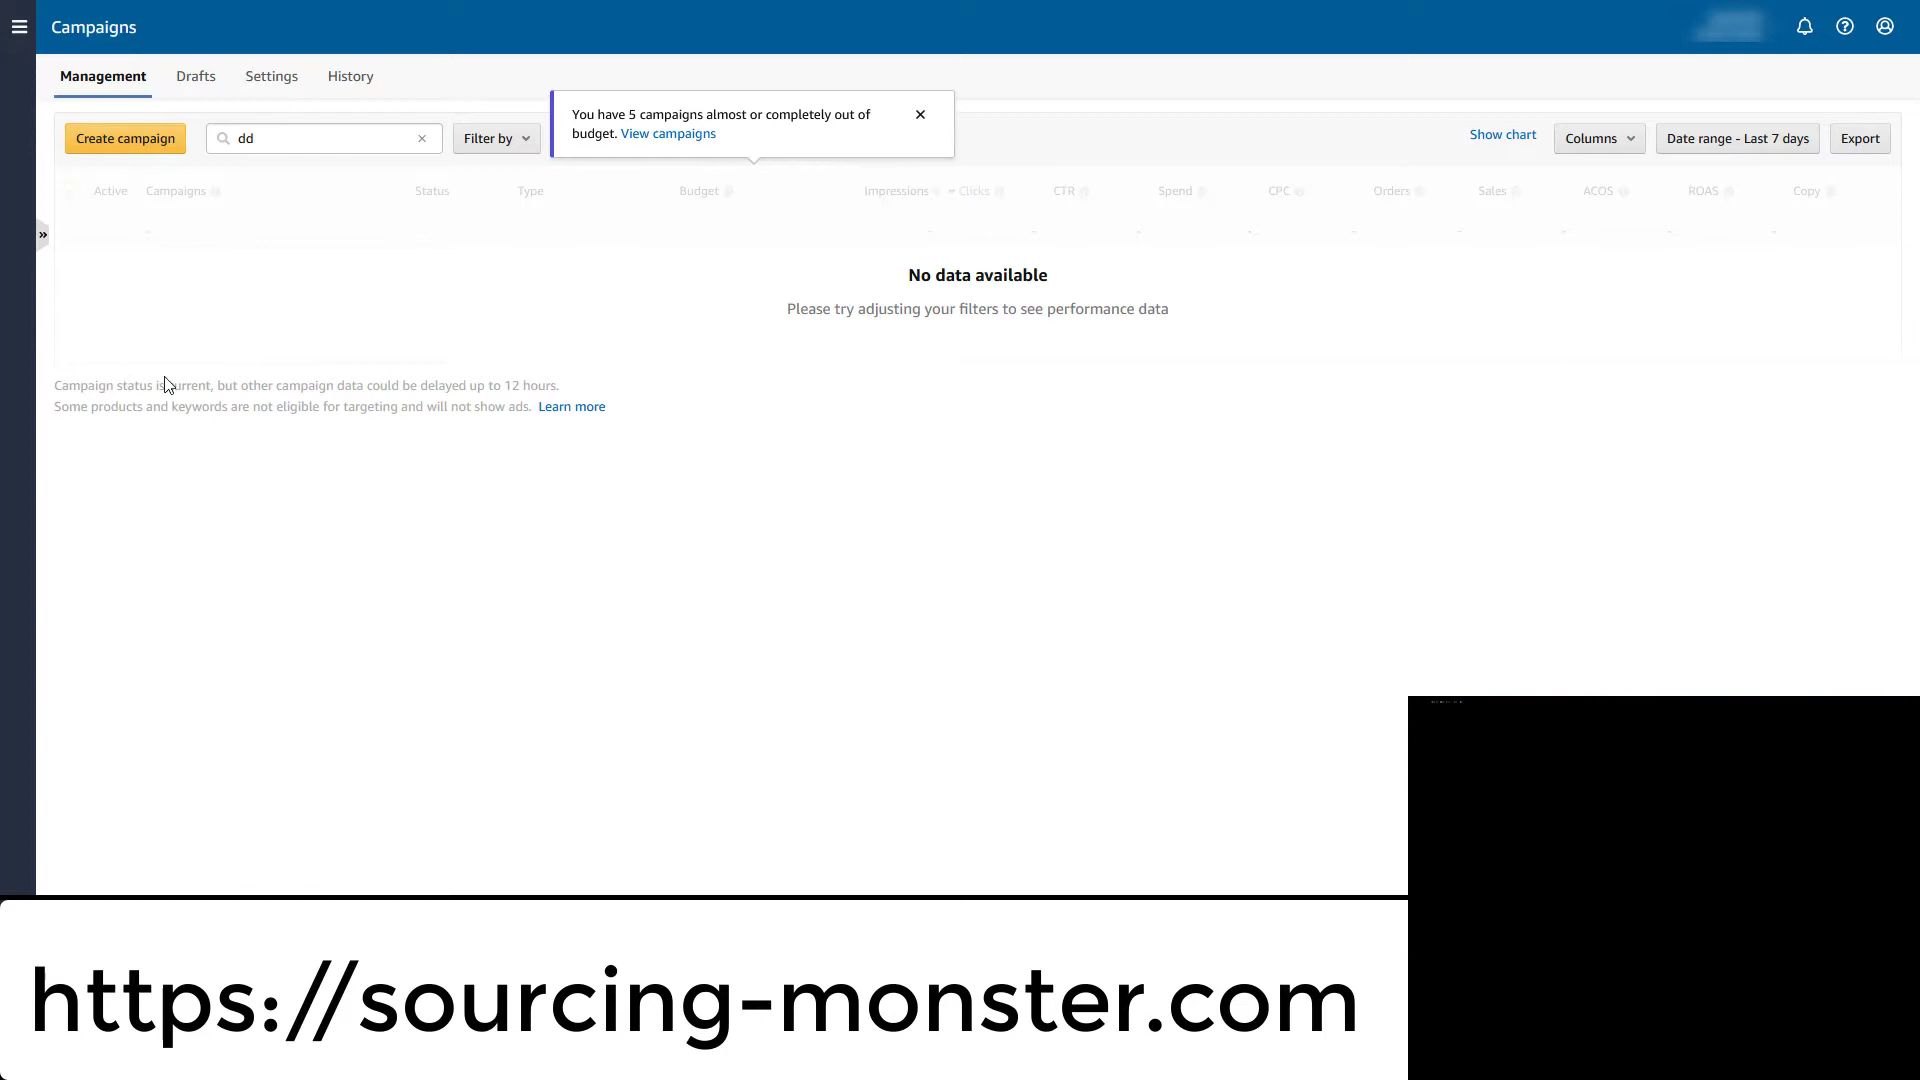 Campaigns
Management Drafts Settings History
You have 5 campaigns almost or completely out of
budget. View campaigns
Create campaign dd Filter by Show chart Columns Date range - Last 7 days Export
Active Campaigns Status Type Budget Impressions Clicks CTR Spend CPC Orders Sales ACOS ROAS Copy
No data available
Please try adjusting your filters to see performance data
Campaign status is current, but other campaign data could be delayed up to 12 hours.
Some products and keywords are not eligible for targeting and will not show ads. Learn more
https://sourcing-monster.com